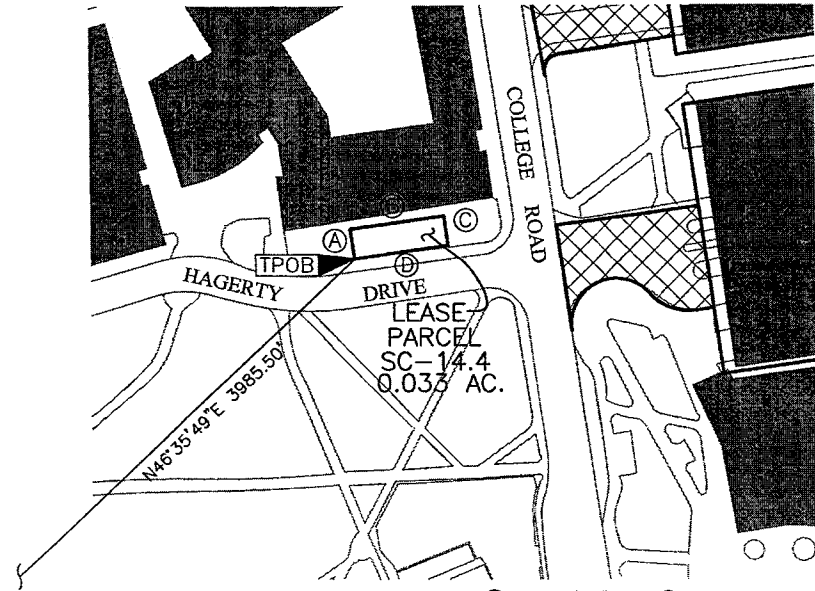 COLLEGE ROAD
C
A
TPOB
D
HAGERTY DRIVE
LEASE
PARCEL
SC-14.4
0.033 AC.
N46°35'49"E 3985.50'